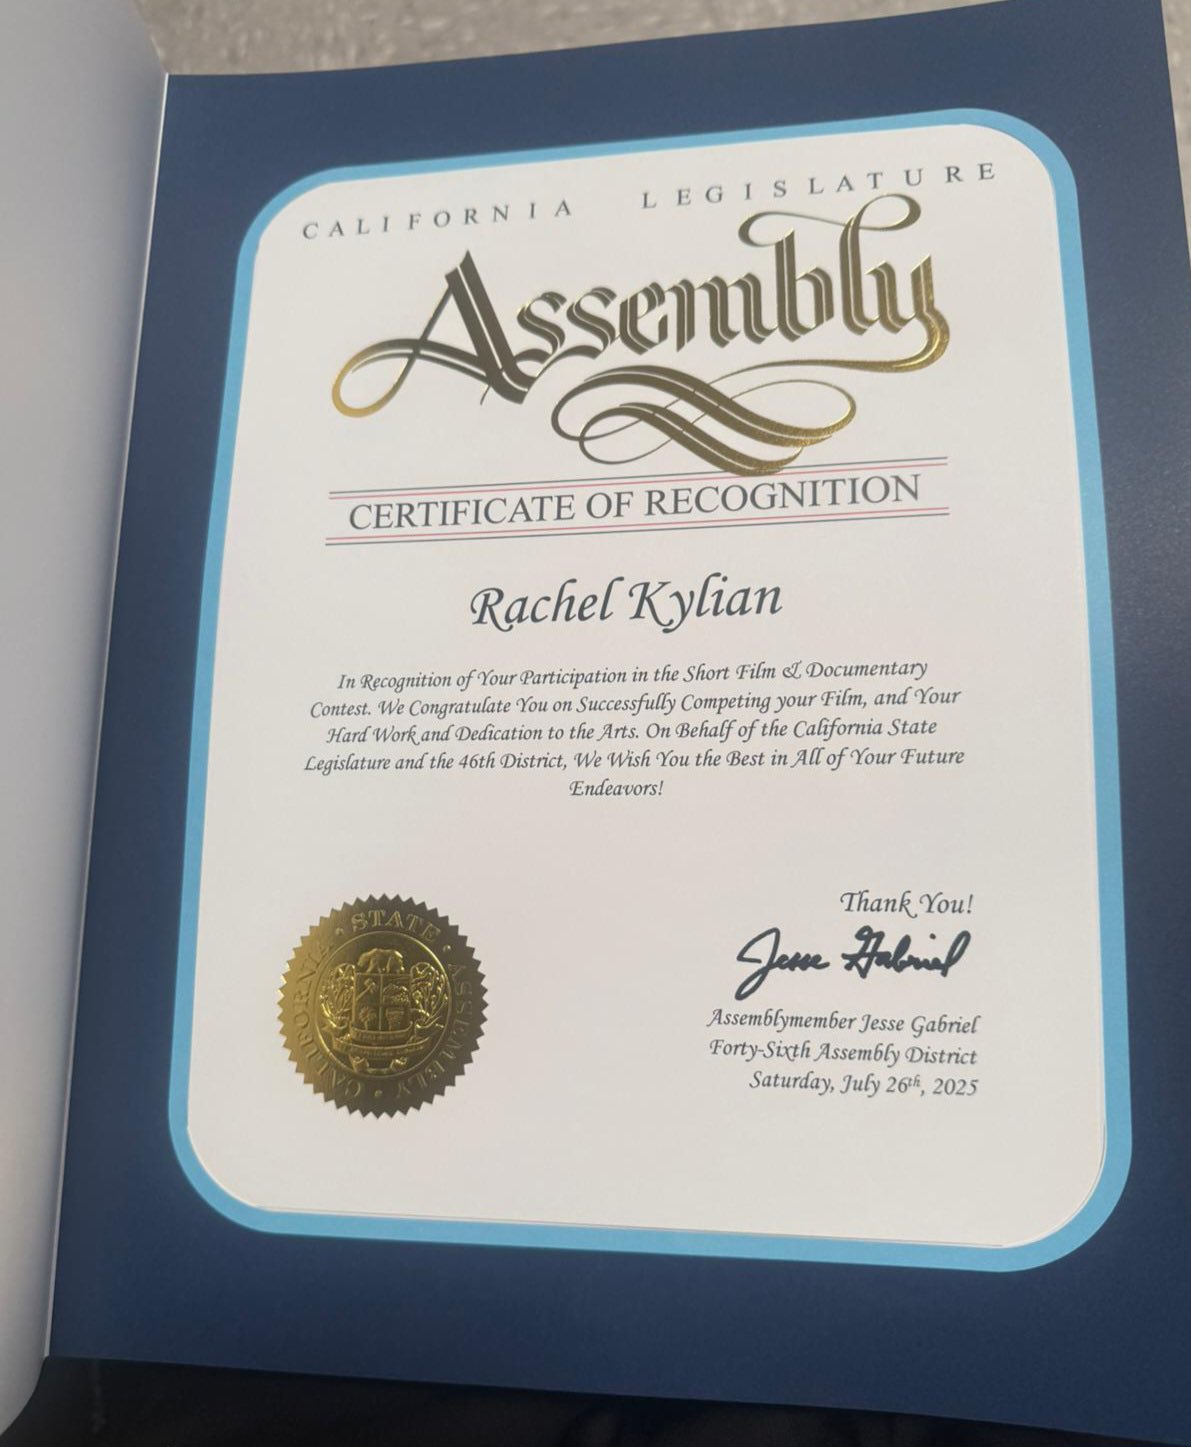 CALIFORNIA LEGISLATURE
Assembly
CERTIFICATE OF RECOGNITION
Rachel Kylian
In Recognition of Your Participation in the Short Film & Documentary
Contest. We Congratulate You on Successfully Competing your Film, and Your
Hard Work and Dedication to the Arts. On Behalf of the California State
Legislature and the 46th District, We Wish You the Best in All of Your Future
Endeavors!
Thank You!
Jesse Gabriel
Assemblymember Jesse Gabriel
Forty-Sixth Assembly District
Saturday, July 26th, 2025
CALIFORNIA • STATE • ASSEMBLY •